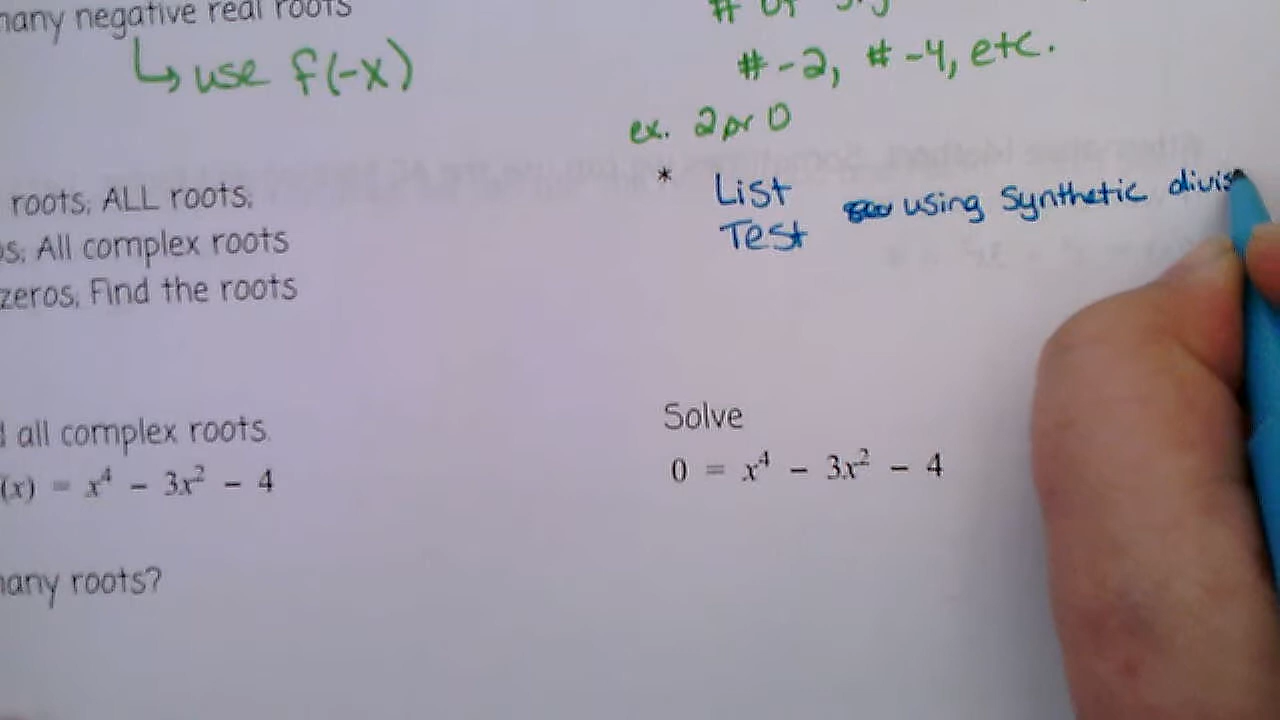 many negative real roots
use f(-x)
# of
# -2, # -4, etc.
ex. 2 or 0
roots, ALL roots,
All complex roots
zeros, Find the roots
* List
Test using Synthetic
all complex roots.
(x) = x⁴ - 3x² - 4
many roots?
Solve
0 = x⁴ - 3x² - 4